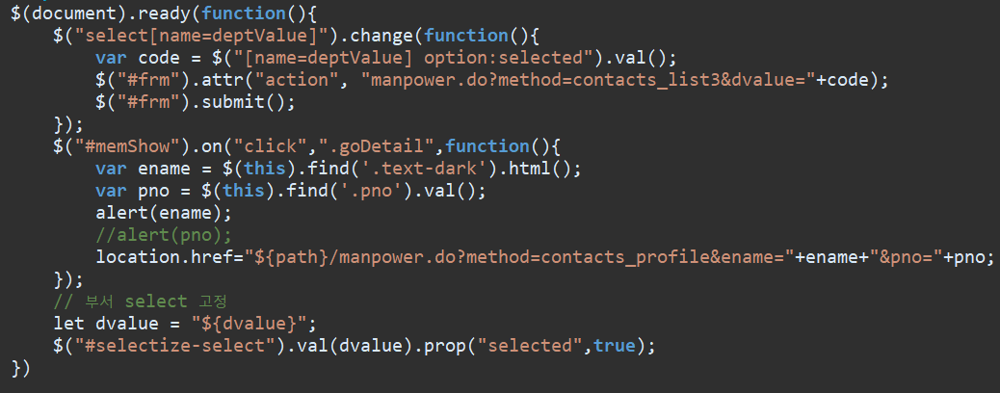 $(document).ready(function(){
    $("select[name=deptValue]").change(function(){
        var code = $("[name=deptValue] option:selected").val();
        $("#frm").attr("action", "manpower.do?method=contacts_list3&dvalue="+code);
        $("#frm").submit();
    });
    $("#memShow").on("click",".goDetail",function(){
        var ename = $(this).find('.text-dark').html();
        var pno = $(this).find('.pno').val();
        alert(ename);
        //alert(pno);
        location.href="${path}/manpower.do?method=contacts_profile&ename="+ename+"&pno="+pno;
    });
    // 부서 select 고정
    let dvalue = "${dvalue}";
    $("#selectize-select").val(dvalue).prop("selected",true);
})